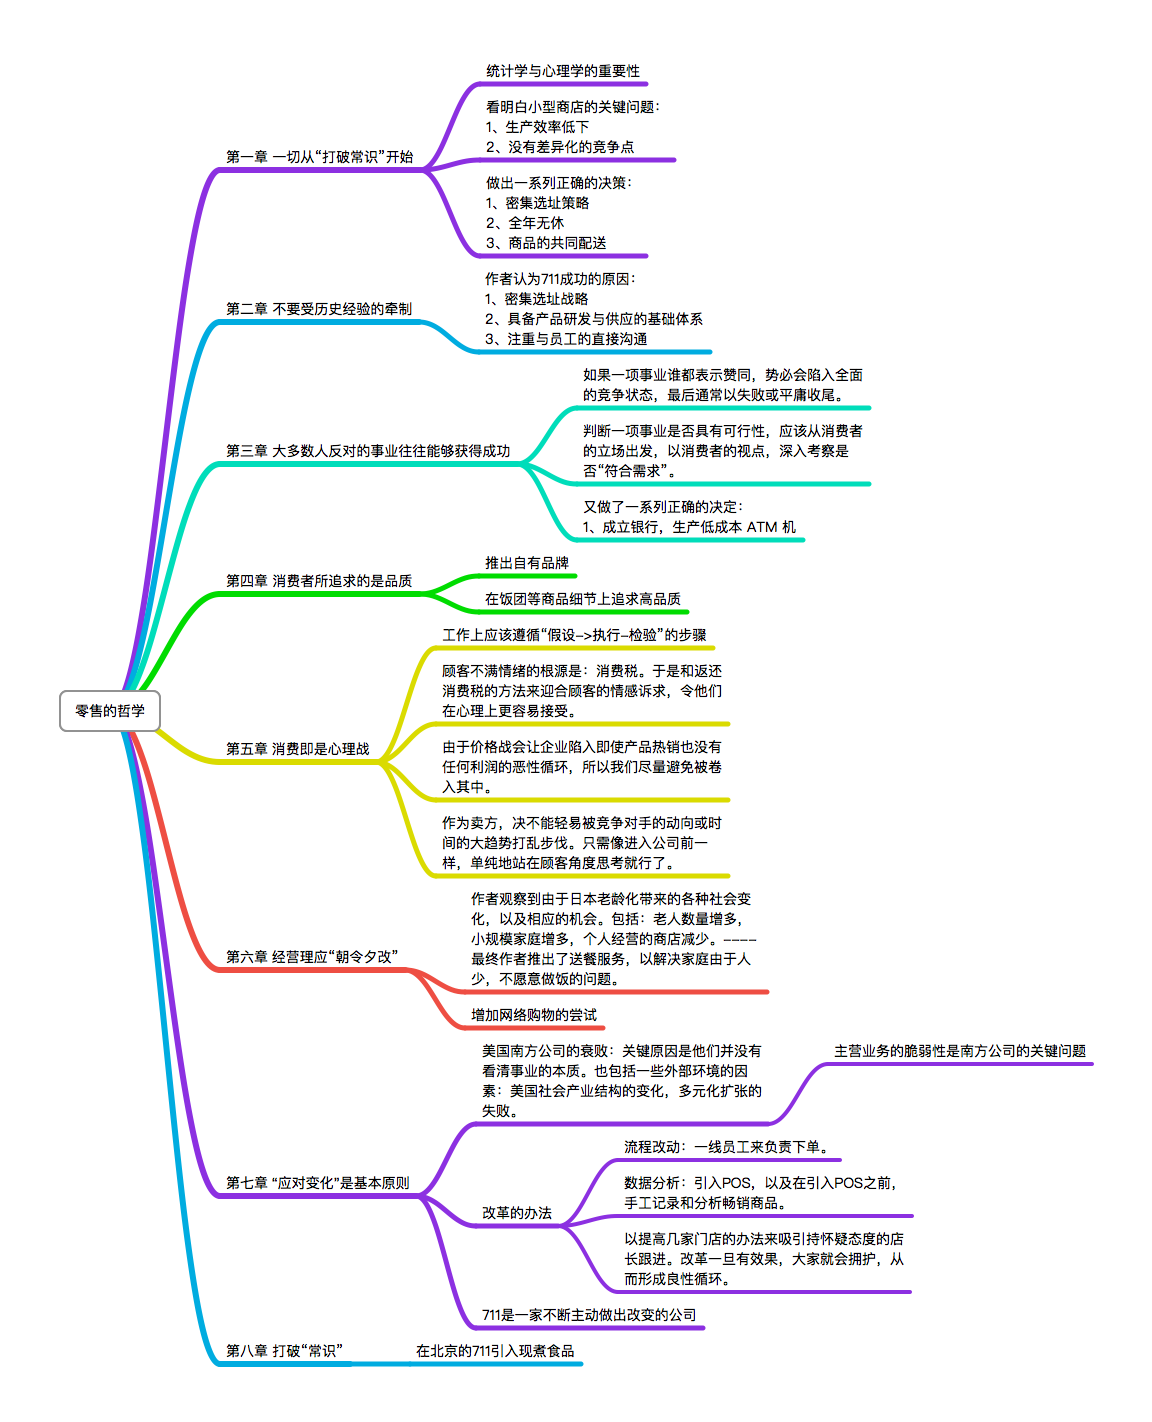 零售的哲学
第一章 一切从“打破常识”开始
统计学与心理学的重要性
看明白小型商店的关键问题：
1、生产效率低下
2、没有差异化的竞争点
做出一系列正确的决策：
1、密集选址策略
2、全年无休
3、商品的共同配送
第二章 不要受历史经验的牵制
作者认为711成功的原因：
1、密集选址战略
2、具备产品研发与供应的基础体系
3、注重与员工的直接沟通
第三章 大多数人反对的事业往往能够获得成功
如果一项事业谁都表示赞同，势必会陷入全面
的竞争状态，最后通常以失败或平庸收尾。
判断一项事业是否具有可行性，应该从消费者
的立场出发，以消费者的视点，深入考察是
否“符合需求”。
又做了一系列正确的决定：
1、成立银行，生产低成本 ATM 机
第四章 消费者所追求的是品质
推出自有品牌
在饭团等商品细节上追求高品质
第五章 消费即是心理战
工作上应该遵循“假设->执行-检验”的步骤
顾客不满情绪的根源是：消费税。于是和返还
消费税的方法来迎合顾客的情感诉求，令他们
在心理上更容易接受。
由于价格战会让企业陷入即使产品热销也没有
任何利润的恶性循环，所以我们尽量避免被卷
入其中。
作为卖方，决不能轻易被竞争对手的动向或时
间的大趋势打乱步伐。只需像进入公司前一
样，单纯地站在顾客角度思考就行了。
第六章 经营理应“朝令夕改”
作者观察到由于日本老龄化带来的各种社会变
化，以及相应的机会。包括：老人数量增多，
小规模家庭增多，个人经营的商店减少。----
最终作者推出了送餐服务，以解决家庭由于人
少，不愿意做饭的问题。
增加网络购物的尝试
第七章 “应对变化”是基本原则
美国南方公司的衰败：关键原因是他们并没有
看清事业的本质。也包括一些外部环境的因
素：美国社会产业结构的变化，多元化扩张的
失败。
主营业务的脆弱性是南方公司的关键问题
改革的办法
流程改动：一线员工来负责下单。
数据分析：引入POS，以及在引入POS之前，
手工记录和分析畅销商品。
以提高几家门店的办法来吸引持怀疑态度的店
长跟进。改革一旦有效果，大家就会拥护，从
而形成良性循环。
711是一家不断主动做出改变的公司
第八章 打破“常识”
在北京的711引入现煮食品